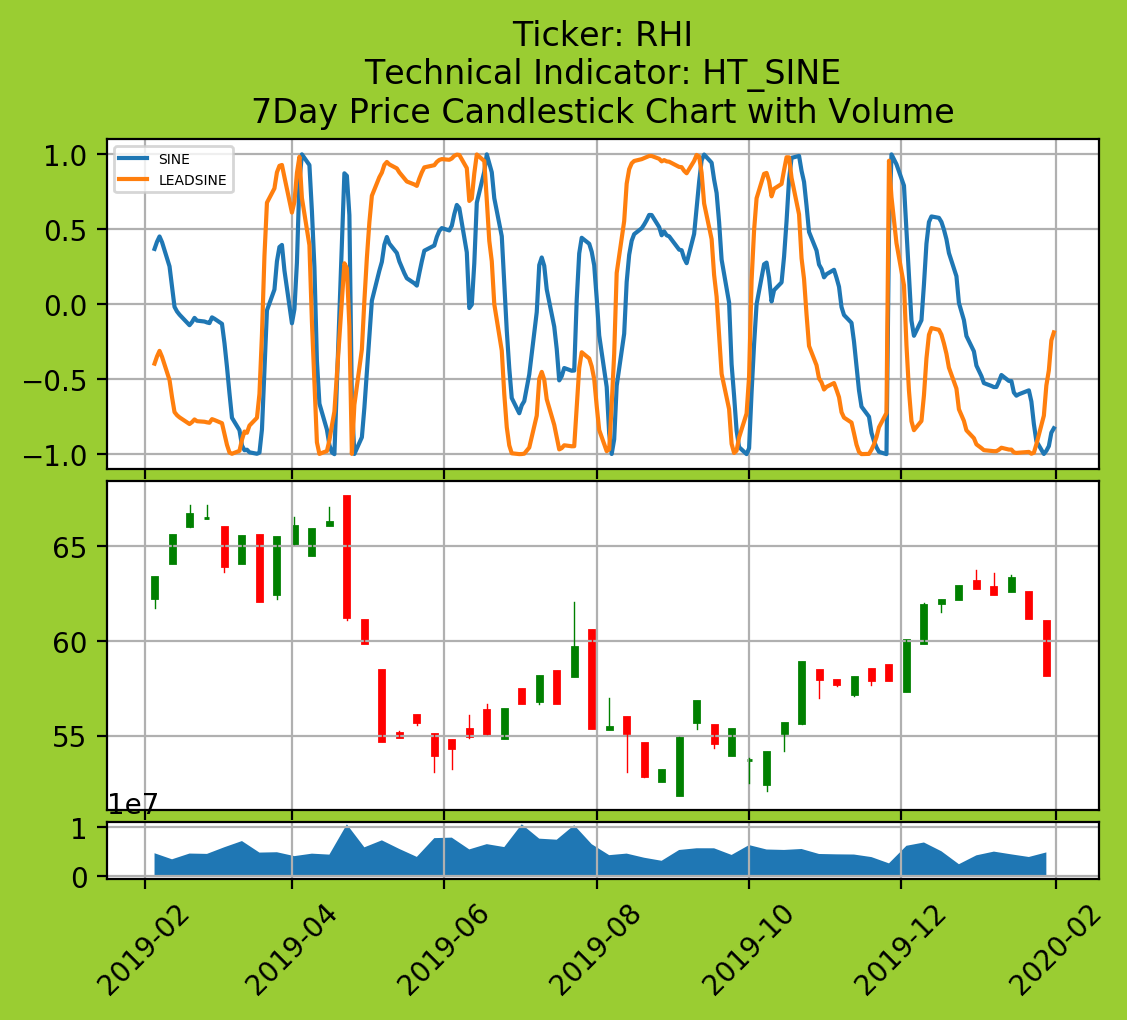 Ticker: RHI
Technical Indicator: HT_SINE
7Day Price Candlestick Chart with Volume
SINE
LEADSINE
1.0
0.5
0.0
−0.5
−1.0
65
60
55
1e7
1
0
2019-02
2019-04
2019-06
2019-08
2019-10
2019-12
2020-02